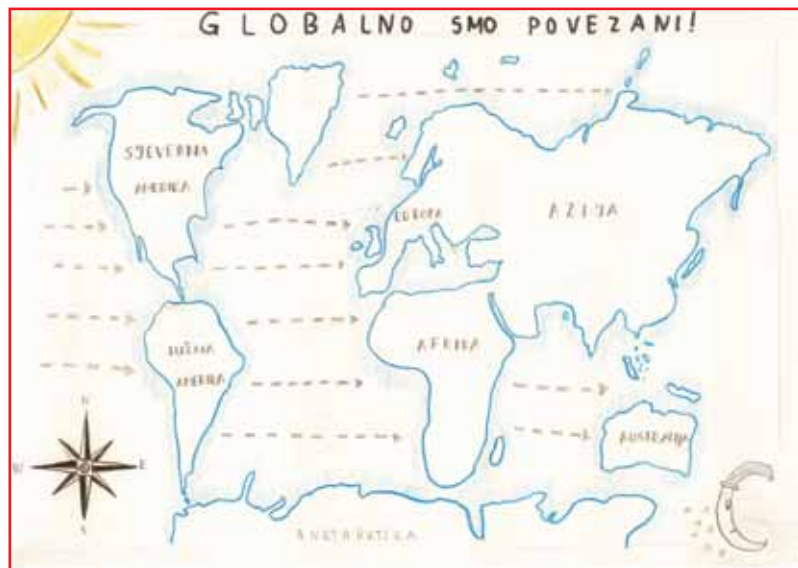 GLOBALNO SMO POVEZANI!
SJEVERNA
AMERIKA
EUROPA
AZIJA
JUŽNA
AMERIKA
AFRIKA
AUSTRALIJA
N
W
E
S
ANTARKTIKA